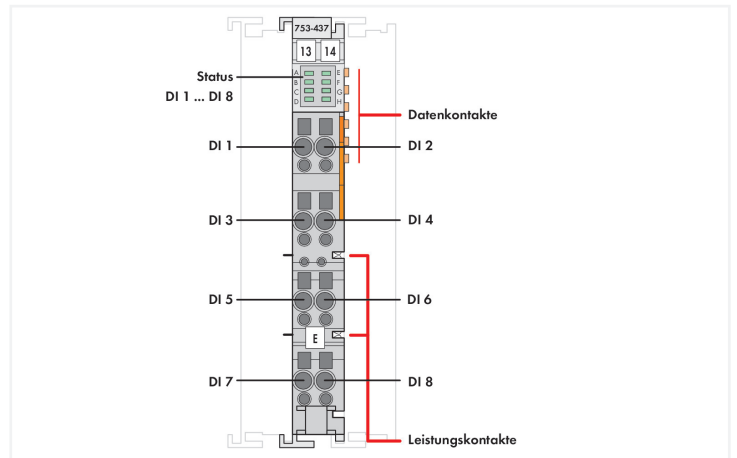 753-437
13 14
Status
DI 1 ... DI 8
A E
B F
C G
D H
Datenkontakte
DI 1 DI 2
DI 3 DI 4
DI 5 DI 6
E
DI 7 DI 8
Leistungskontakte